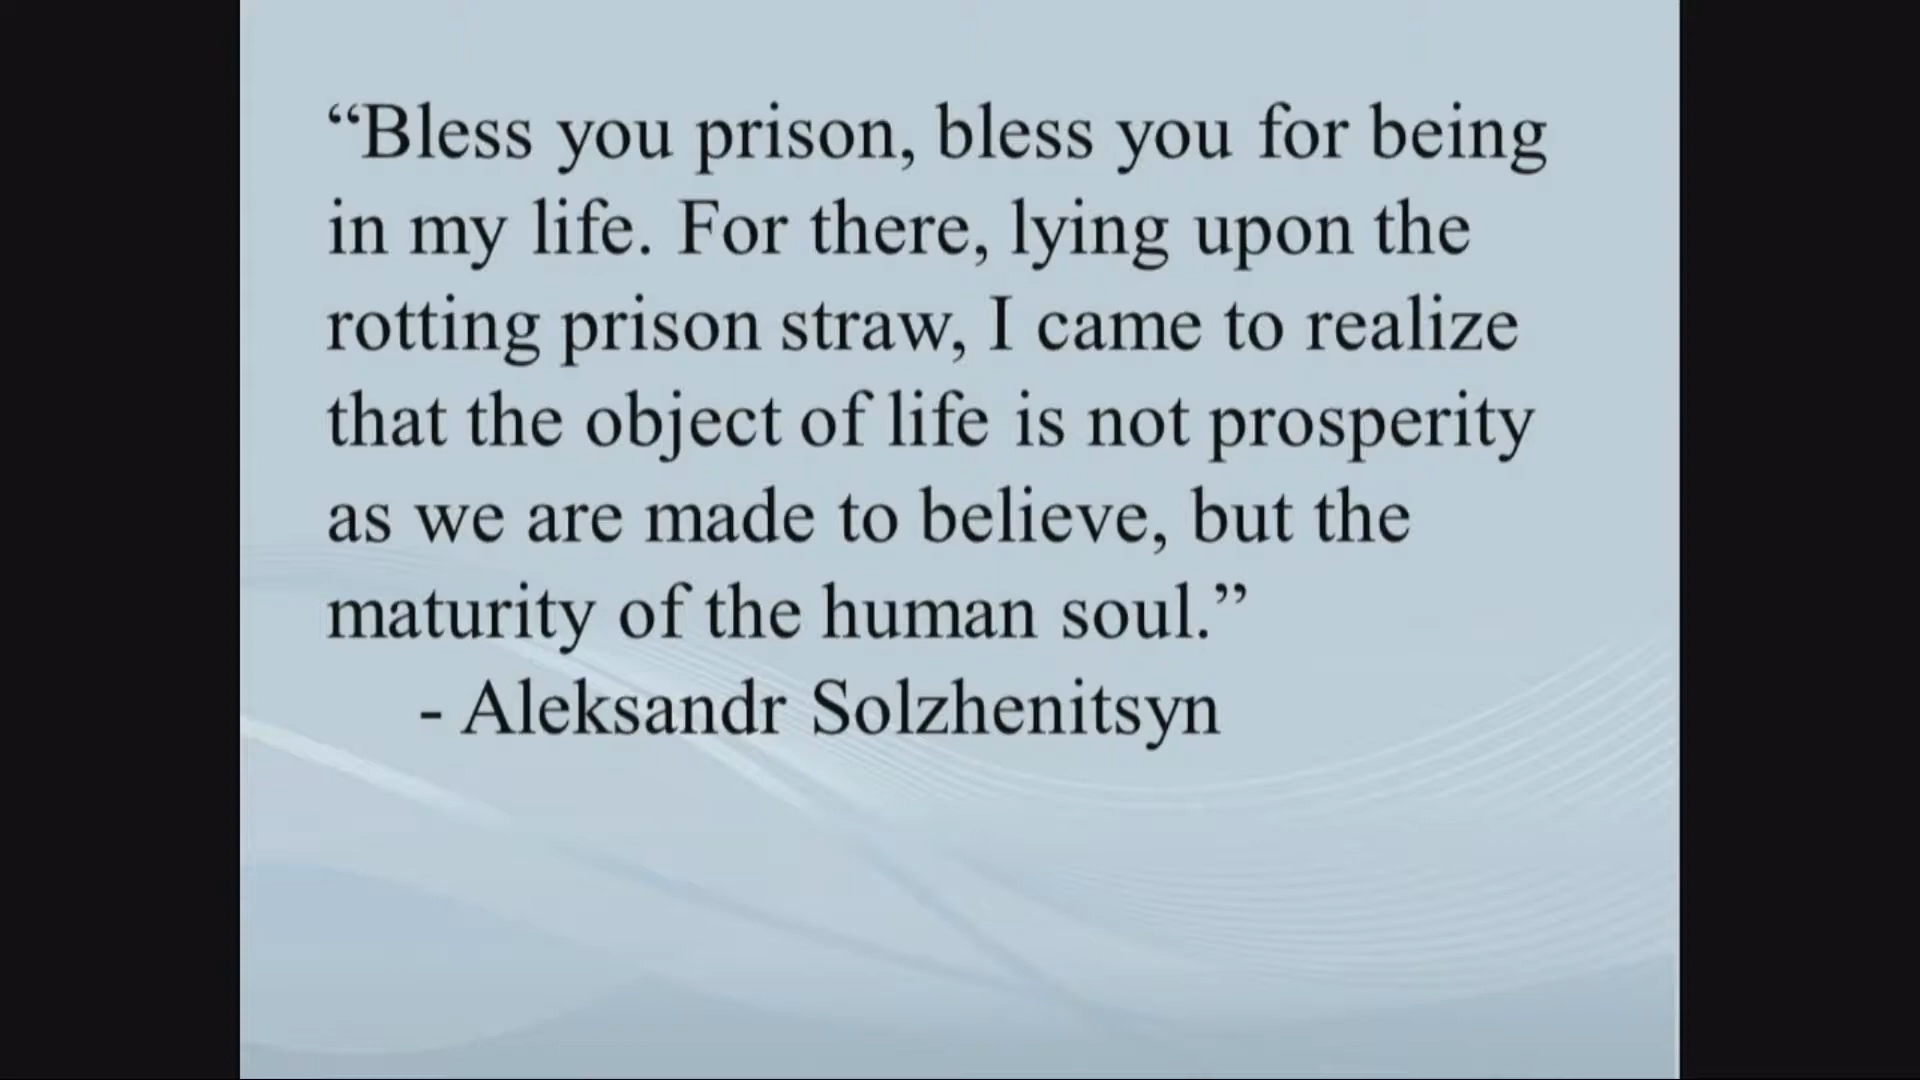 “Bless you prison, bless you for being
in my life. For there, lying upon the
rotting prison straw, I came to realize
that the object of life is not prosperity
as we are made to believe, but the
maturity of the human soul.”
- Aleksandr Solzhenitsyn